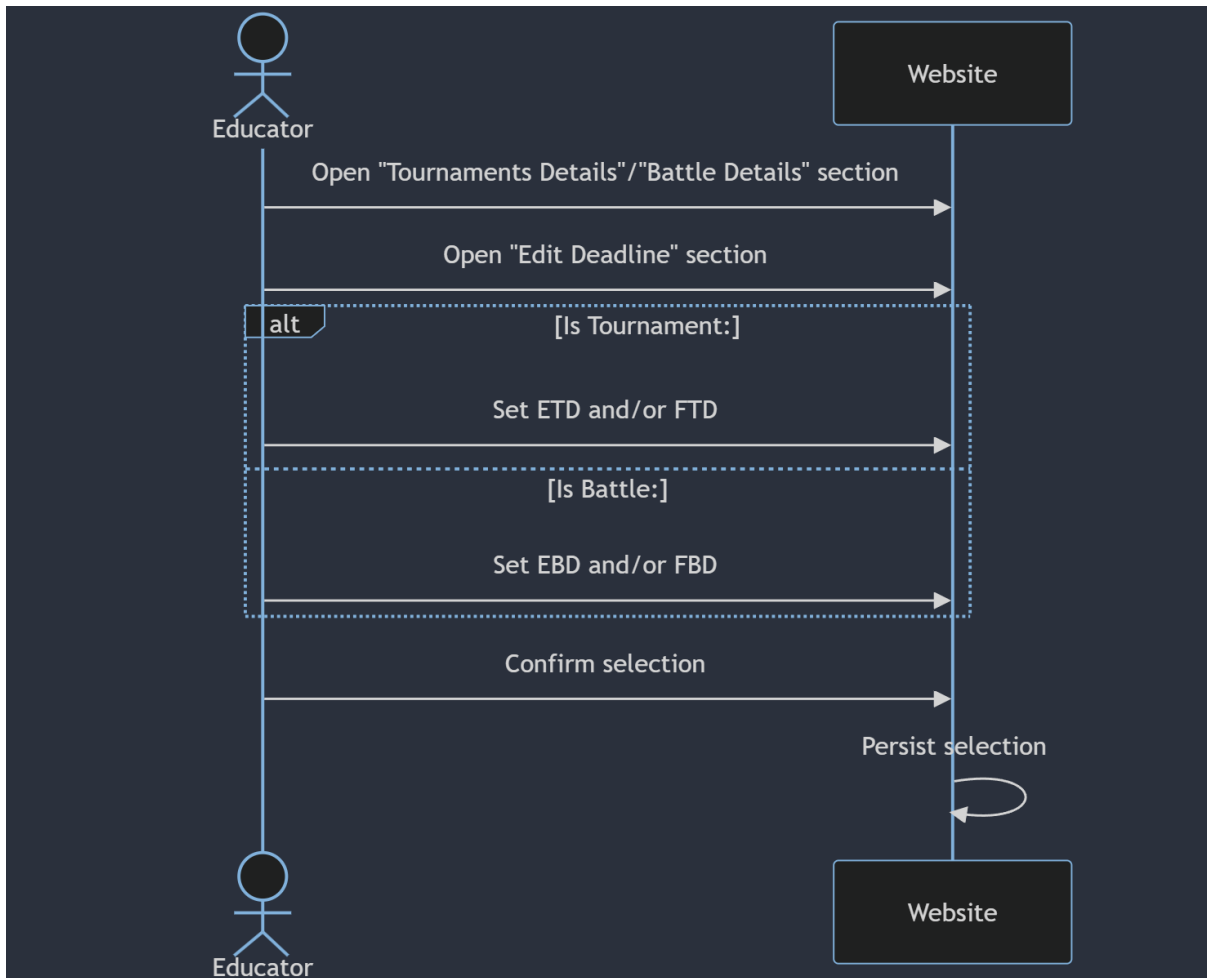 Educator
Website
Open "Tournaments Details"/"Battle Details" section
Open "Edit Deadline" section
alt
[Is Tournament:]
Set ETD and/or FTD
[Is Battle:]
Set EBD and/or FBD
Confirm selection
Persist selection
Educator
Website